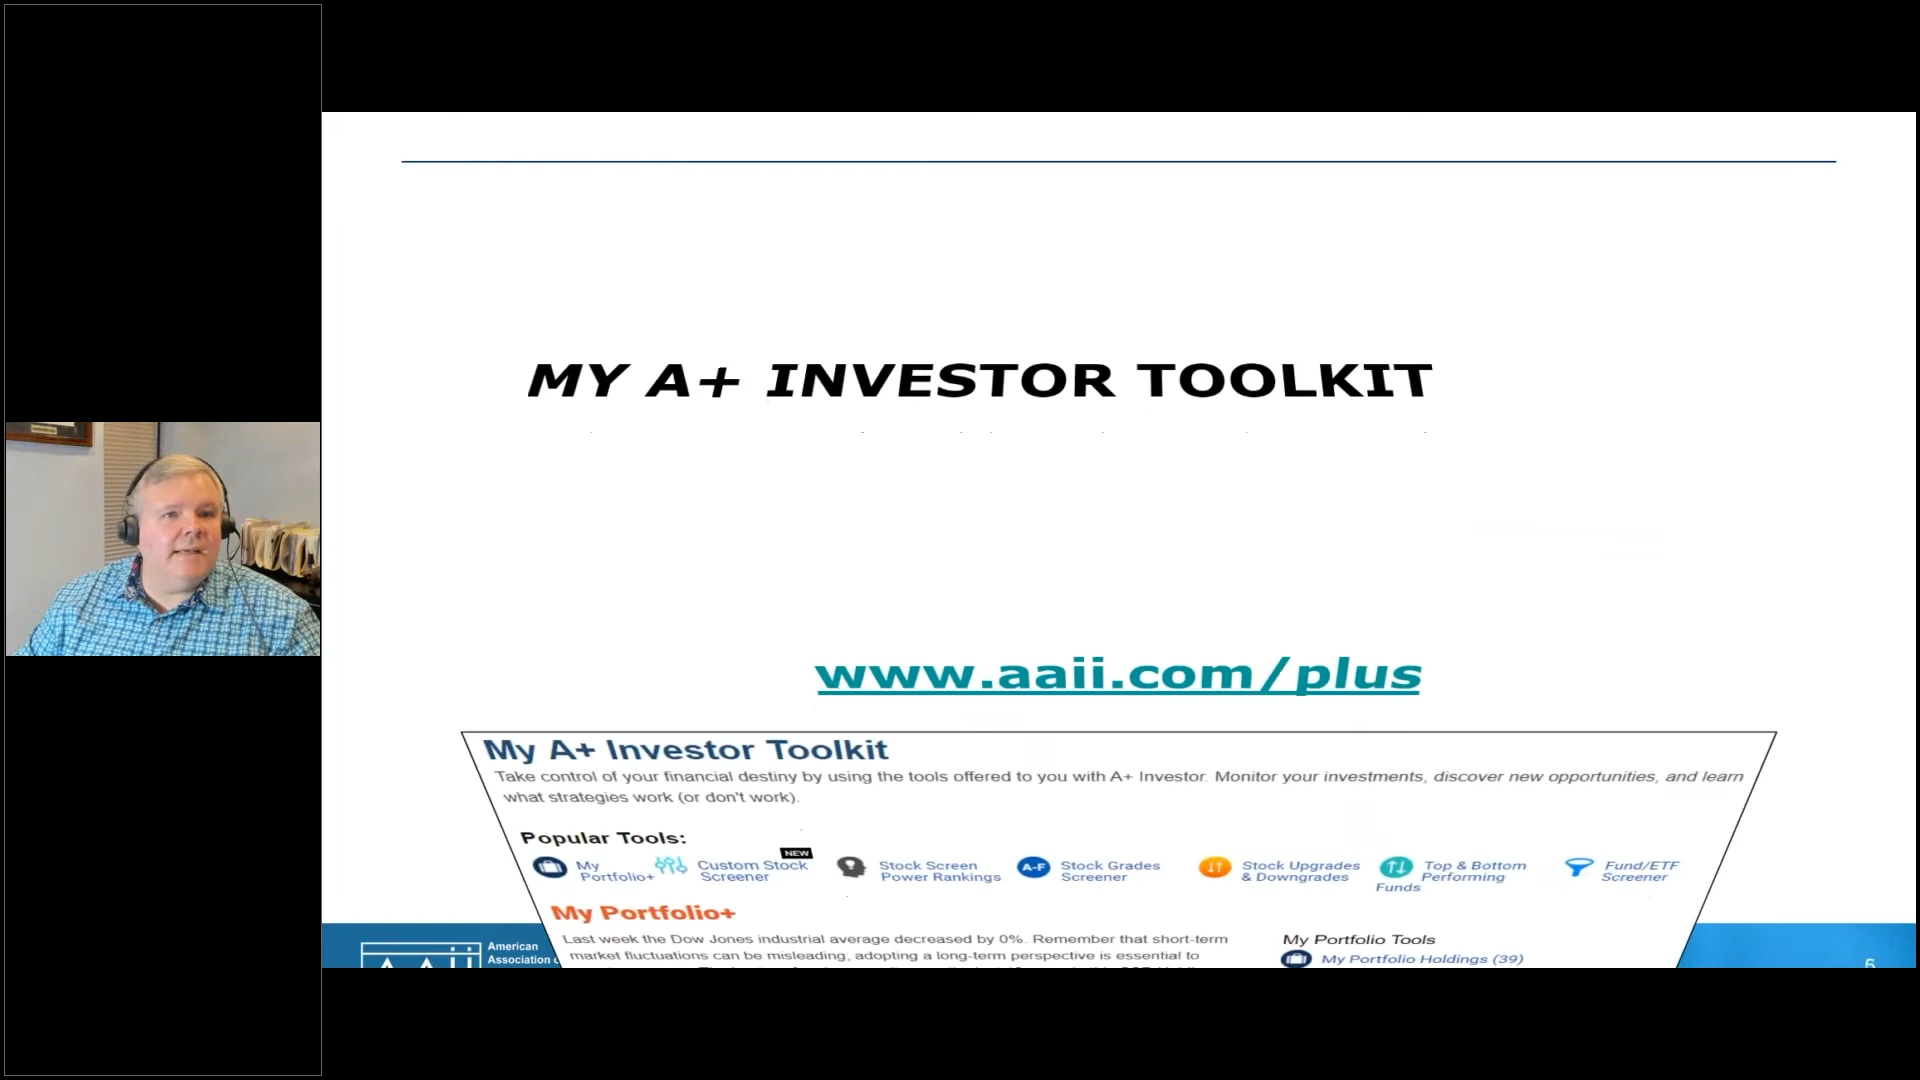 MY A+ INVESTOR TOOLKIT
www.aaii.com/plus
My A+ Investor Toolkit
Take control of your financial destiny by using the tools offered to you with A+ Investor. Monitor your investments, discover new opportunities, and learn
what strategies work (or don't work).
Popular Tools:
My
Portfolio+
NEW
Custom Stock
Screener
Stock Screen
Power Rankings
A-F
Stock Grades
Screener
Stock Upgrades
& Downgrades
Top & Bottom
Performing
Funds
Fund/ETF
Screener
My Portfolio+
Last week the Dow Jones industrial average decreased by 0%. Remember that short-term
market fluctuations can be misleading; adopting a long-term perspective is essential to
My Portfolio Tools
My Portfolio Holdings (39)
American
Association
5